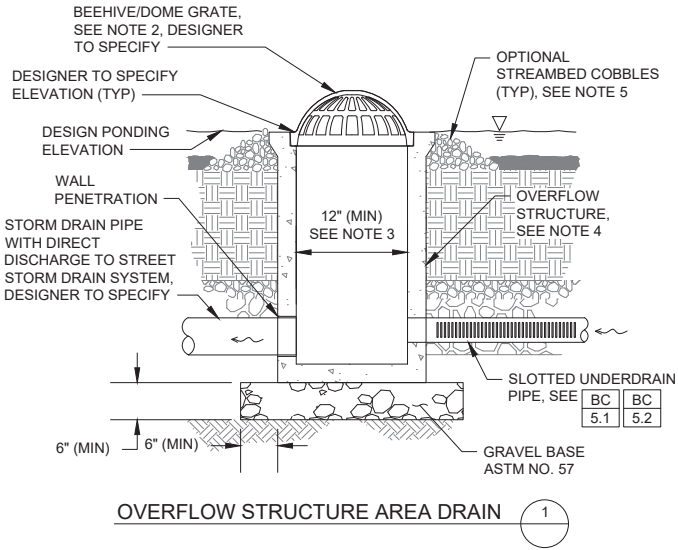 BEEHIVE/DOME GRATE,
SEE NOTE 2, DESIGNER
TO SPECIFY
DESIGNER TO SPECIFY
ELEVATION (TYP)
DESIGN PONDING
ELEVATION
WALL
PENETRATION
STORM DRAIN PIPE
WITH DIRECT
DISCHARGE TO STREET
STORM DRAIN SYSTEM,
DESIGNER TO SPECIFY
OPTIONAL
STREAMBED COBBLES
(TYP), SEE NOTE 5
12" (MIN)
SEE NOTE 3
OVERFLOW
STRUCTURE,
SEE NOTE 4
SLOTTED UNDERDRAIN
PIPE, SEE
BC BC
5.1 5.2
6" (MIN)
6" (MIN)
GRAVEL BASE
ASTM NO. 57
OVERFLOW STRUCTURE AREA DRAIN 1